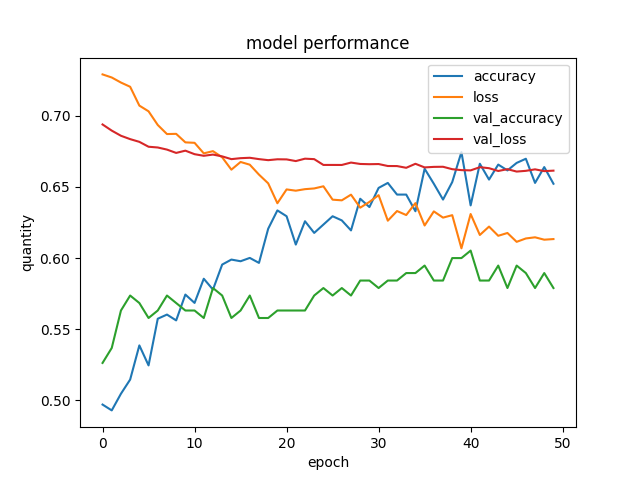 model performance
accuracy
loss
val_accuracy
val_loss
quantity
0.70
0.65
0.60
0.55
0.50
0 10 20 30 40 50
epoch